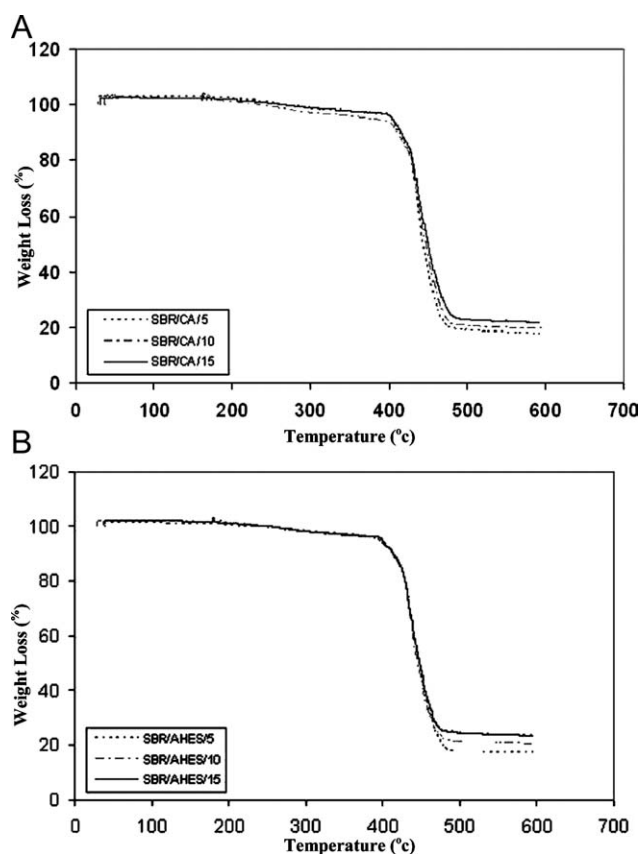 A
120
100
80
60
40
20
0
Weight Loss (%)
SBR/CA/5
SBR/CA/10
SBR/CA/15
0 100 200 300 400 500 600 700
Temperature (°c)
B
120
100
80
60
40
20
0
Weight Loss (%)
SBR/AHES/5
SBR/AHES/10
SBR/AHES/15
0 100 200 300 400 500 600 700
Temperature (°c)